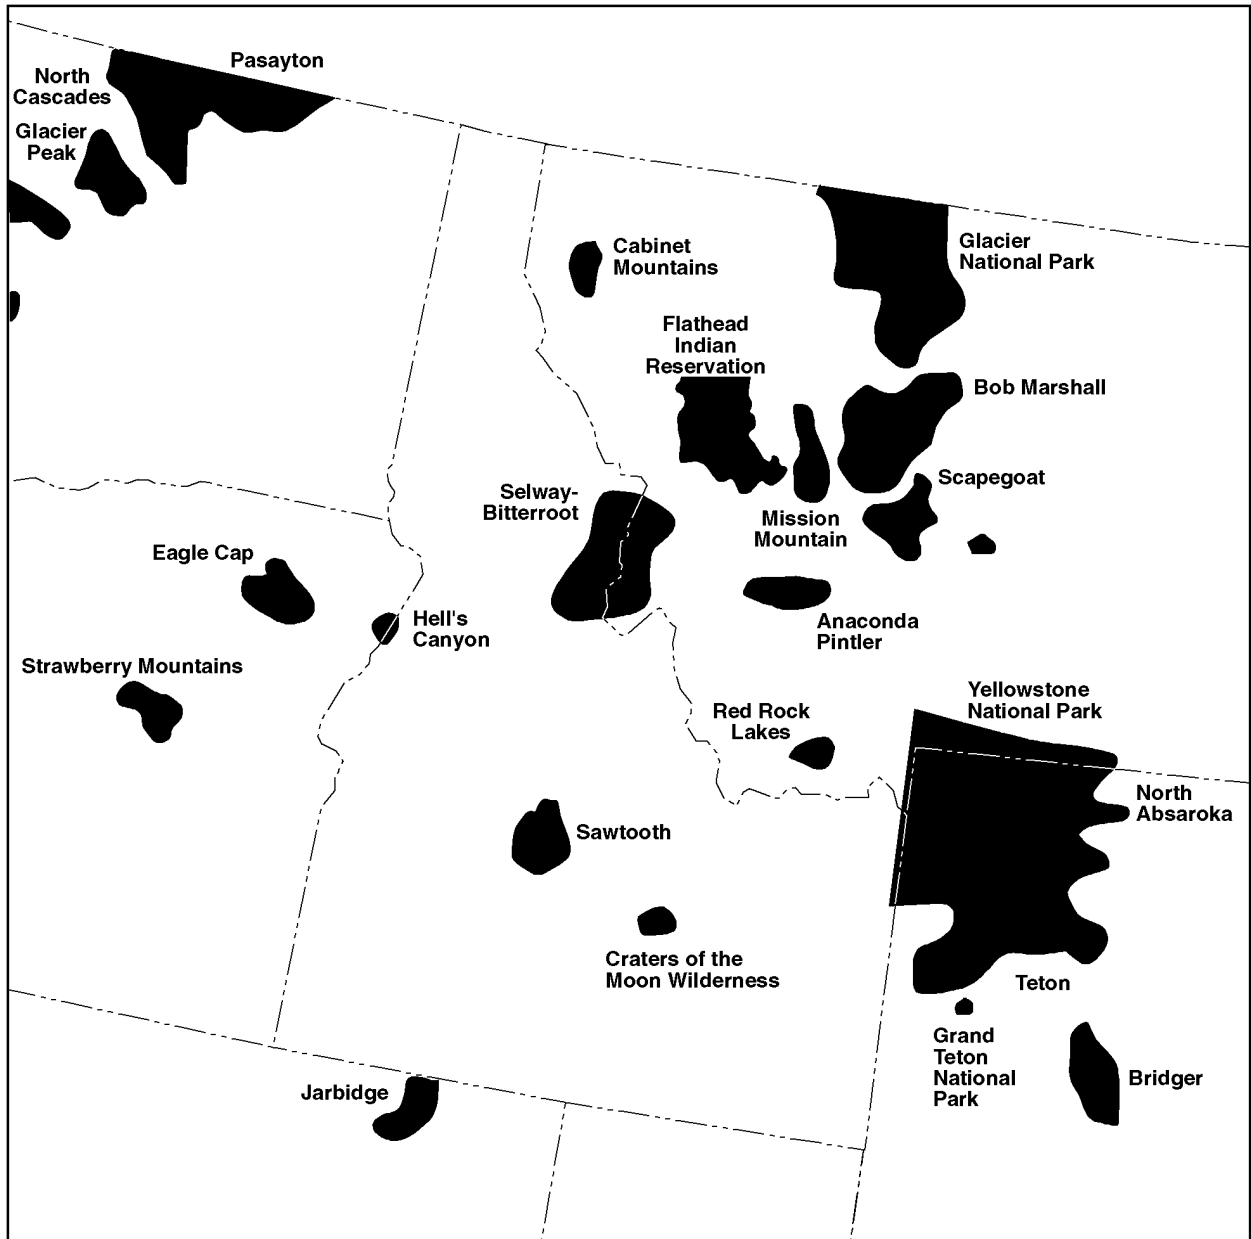 Pasayton
North
Cascades
Glacier
Peak
Cabinet
Mountains
Glacier
National Park
Flathead
Indian
Reservation
Bob Marshall
Scapegoat
Selway-
Bitterroot
Mission
Mountain
Eagle Cap
Hell's
Canyon
Anaconda
Pintler
Strawberry Mountains
Yellowstone
National Park
Red Rock
Lakes
North
Absaroka
Sawtooth
Craters of the
Moon Wilderness
Teton
Grand
Teton
National
Park
Bridger
Jarbidge